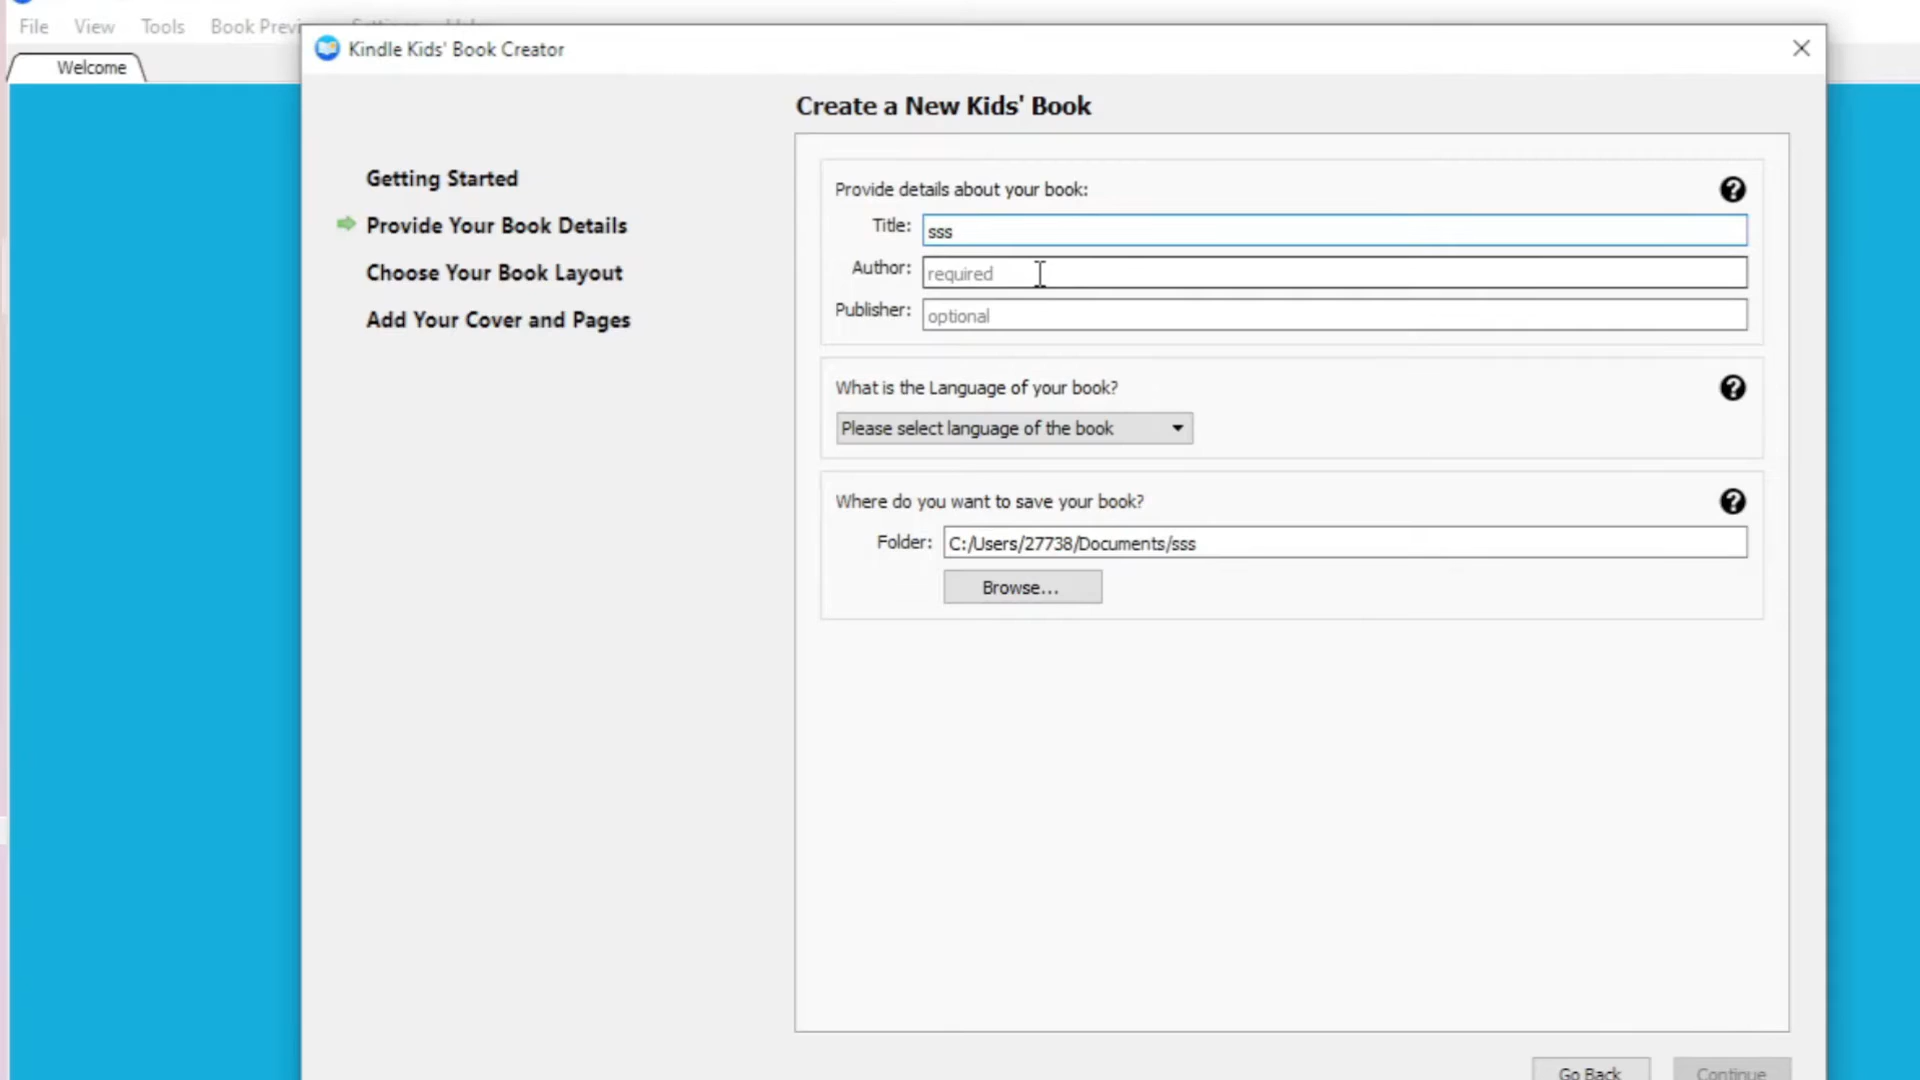 File View Tools Book Previ
Kindle Kids' Book Creator
Welcome
Create a New Kids' Book
Getting Started
Provide Your Book Details
Choose Your Book Layout
Add Your Cover and Pages
Provide details about your book:
Title: sss
Author: required
Publisher: optional
What is the Language of your book?
Please select language of the book
Where do you want to save your book?
Folder: C:/Users/27738/Documents/sss
Browse...
Go Back Continue